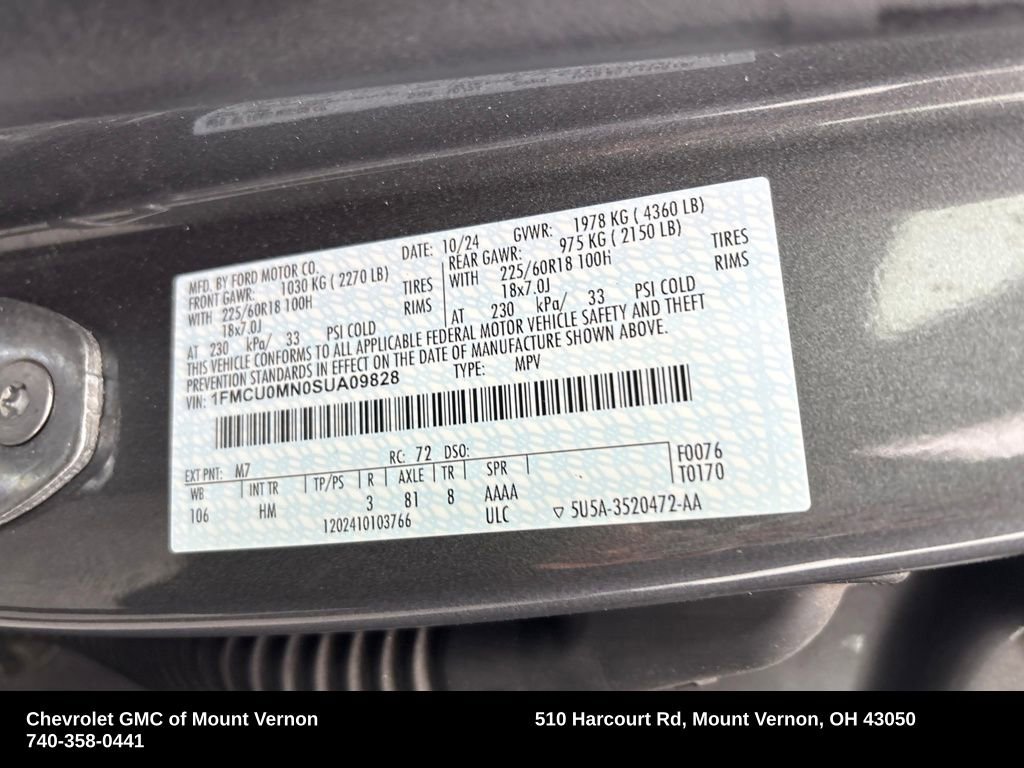 MFD. BY FORD MOTOR CO. DATE: 10/24 GVWR: 1978 KG ( 4360 LB)
FRONT GAWR: 1030 KG ( 2270 LB) REAR GAWR: 975 KG ( 2150 LB)
WITH 225/60R18 100H TIRES WITH 225/60R18 100H TIRES
18x7.0J RIMS 18x7.0J RIMS
AT 230 kPa/ 33 PSI COLD AT 230 kPa/ 33 PSI COLD
THIS VEHICLE CONFORMS TO ALL APPLICABLE FEDERAL MOTOR VEHICLE SAFETY AND THEFT
PREVENTION STANDARDS IN EFFECT ON THE DATE OF MANUFACTURE SHOWN ABOVE.
VIN: 1FMCU0MN0SUA09828 TYPE: MPV
EXT PNT: M7 RC: 72 DSO: F0076
WB INT TR TP/PS R AXLE TR SPR T0170
106 HM 3 81 8 AAAA
1202410103766 ULC ▽ 5U5A-3520472-AA
Chevrolet GMC of Mount Vernon 510 Harcourt Rd, Mount Vernon, OH 43050
740-358-0441